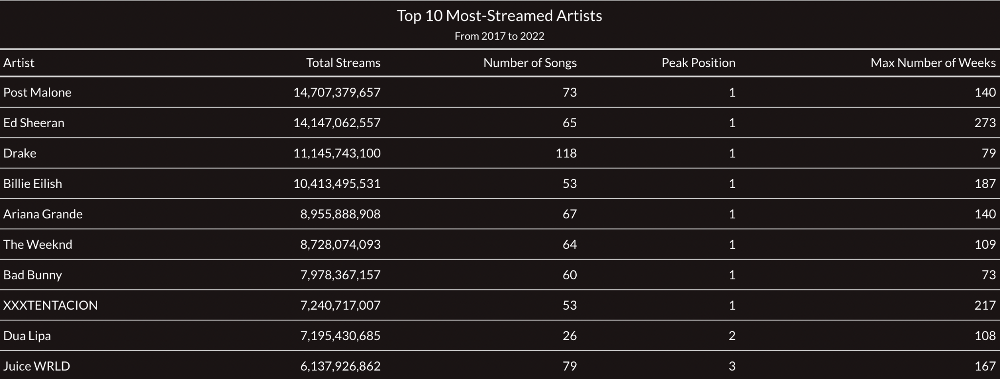 Top 10 Most-Streamed Artists
From 2017 to 2022
Artist Total Streams Number of Songs Peak Position Max Number of Weeks
Post Malone 14,707,379,657 73 1 140
Ed Sheeran 14,147,062,557 65 1 273
Drake 11,145,743,100 118 1 79
Billie Eilish 10,413,495,531 53 1 187
Ariana Grande 8,955,888,908 67 1 140
The Weeknd 8,728,074,093 64 1 109
Bad Bunny 7,978,367,157 60 1 73
XXXTENTACION 7,240,717,007 53 1 217
Dua Lipa 7,195,430,685 26 2 108
Juice WRLD 6,137,926,862 79 3 167